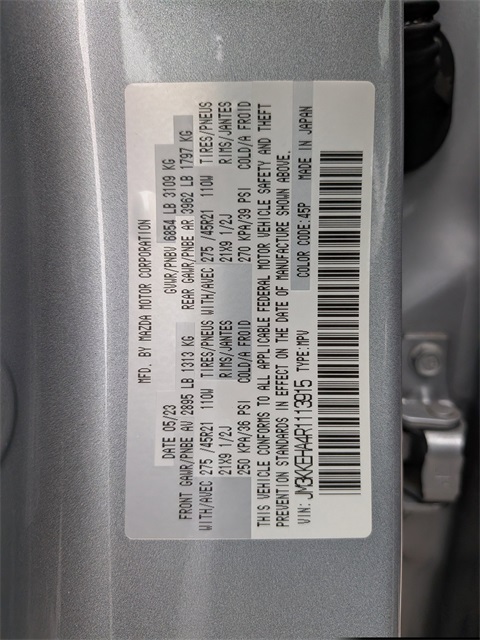 MFD. BY MAZDA MOTOR CORPORATION
DATE 05/23 GVWR/PNBV 6854 LB 3109 KG
FRONT GAWR/PNBE AV 2895 LB 1313 KG REAR GAWR/PNBE AR 3962 LB 1797 KG
WITH/AVEC 275 /45R21 110W TIRES/PNEUS WITH/AVEC 275 /45R21 110W TIRES/PNEUS
21X9 1/2J RIMS/JANTES 21X9 1/2J RIMS/JANTES
250 KPA/36 PSI COLD/A FROID 270 KPA/39 PSI COLD/A FROID
THIS VEHICLE CONFORMS TO ALL APPLICABLE FEDERAL MOTOR VEHICLE SAFETY AND THEFT
PREVENTION STANDARDS IN EFFECT ON THE DATE OF MANUFACTURE SHOWN ABOVE.
VIN: JM3KKEHA4R1113915 TYPE:MPV COLOR CODE:45P MADE IN JAPAN